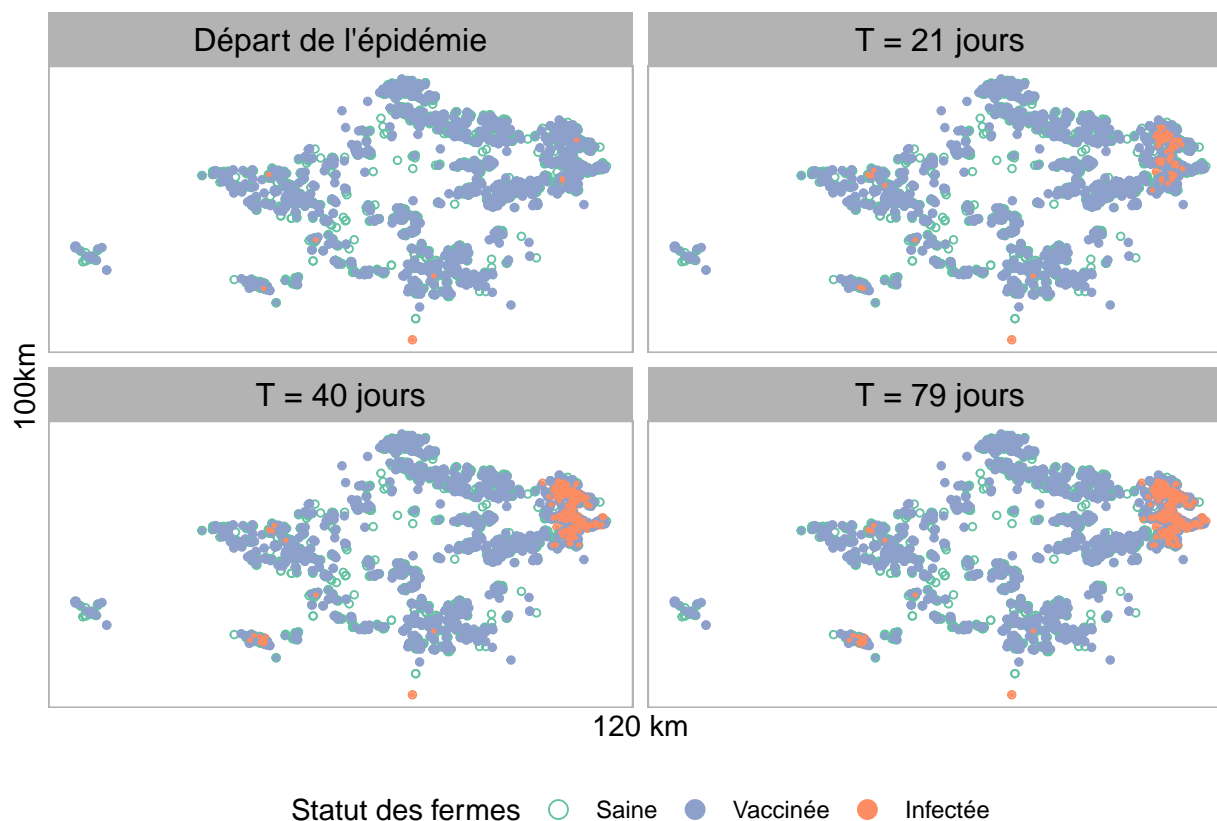 Départ de l'épidémie
T = 21 jours
T = 40 jours
T = 79 jours
100km
120 km
Statut des fermes Saine Vaccinée Infectée